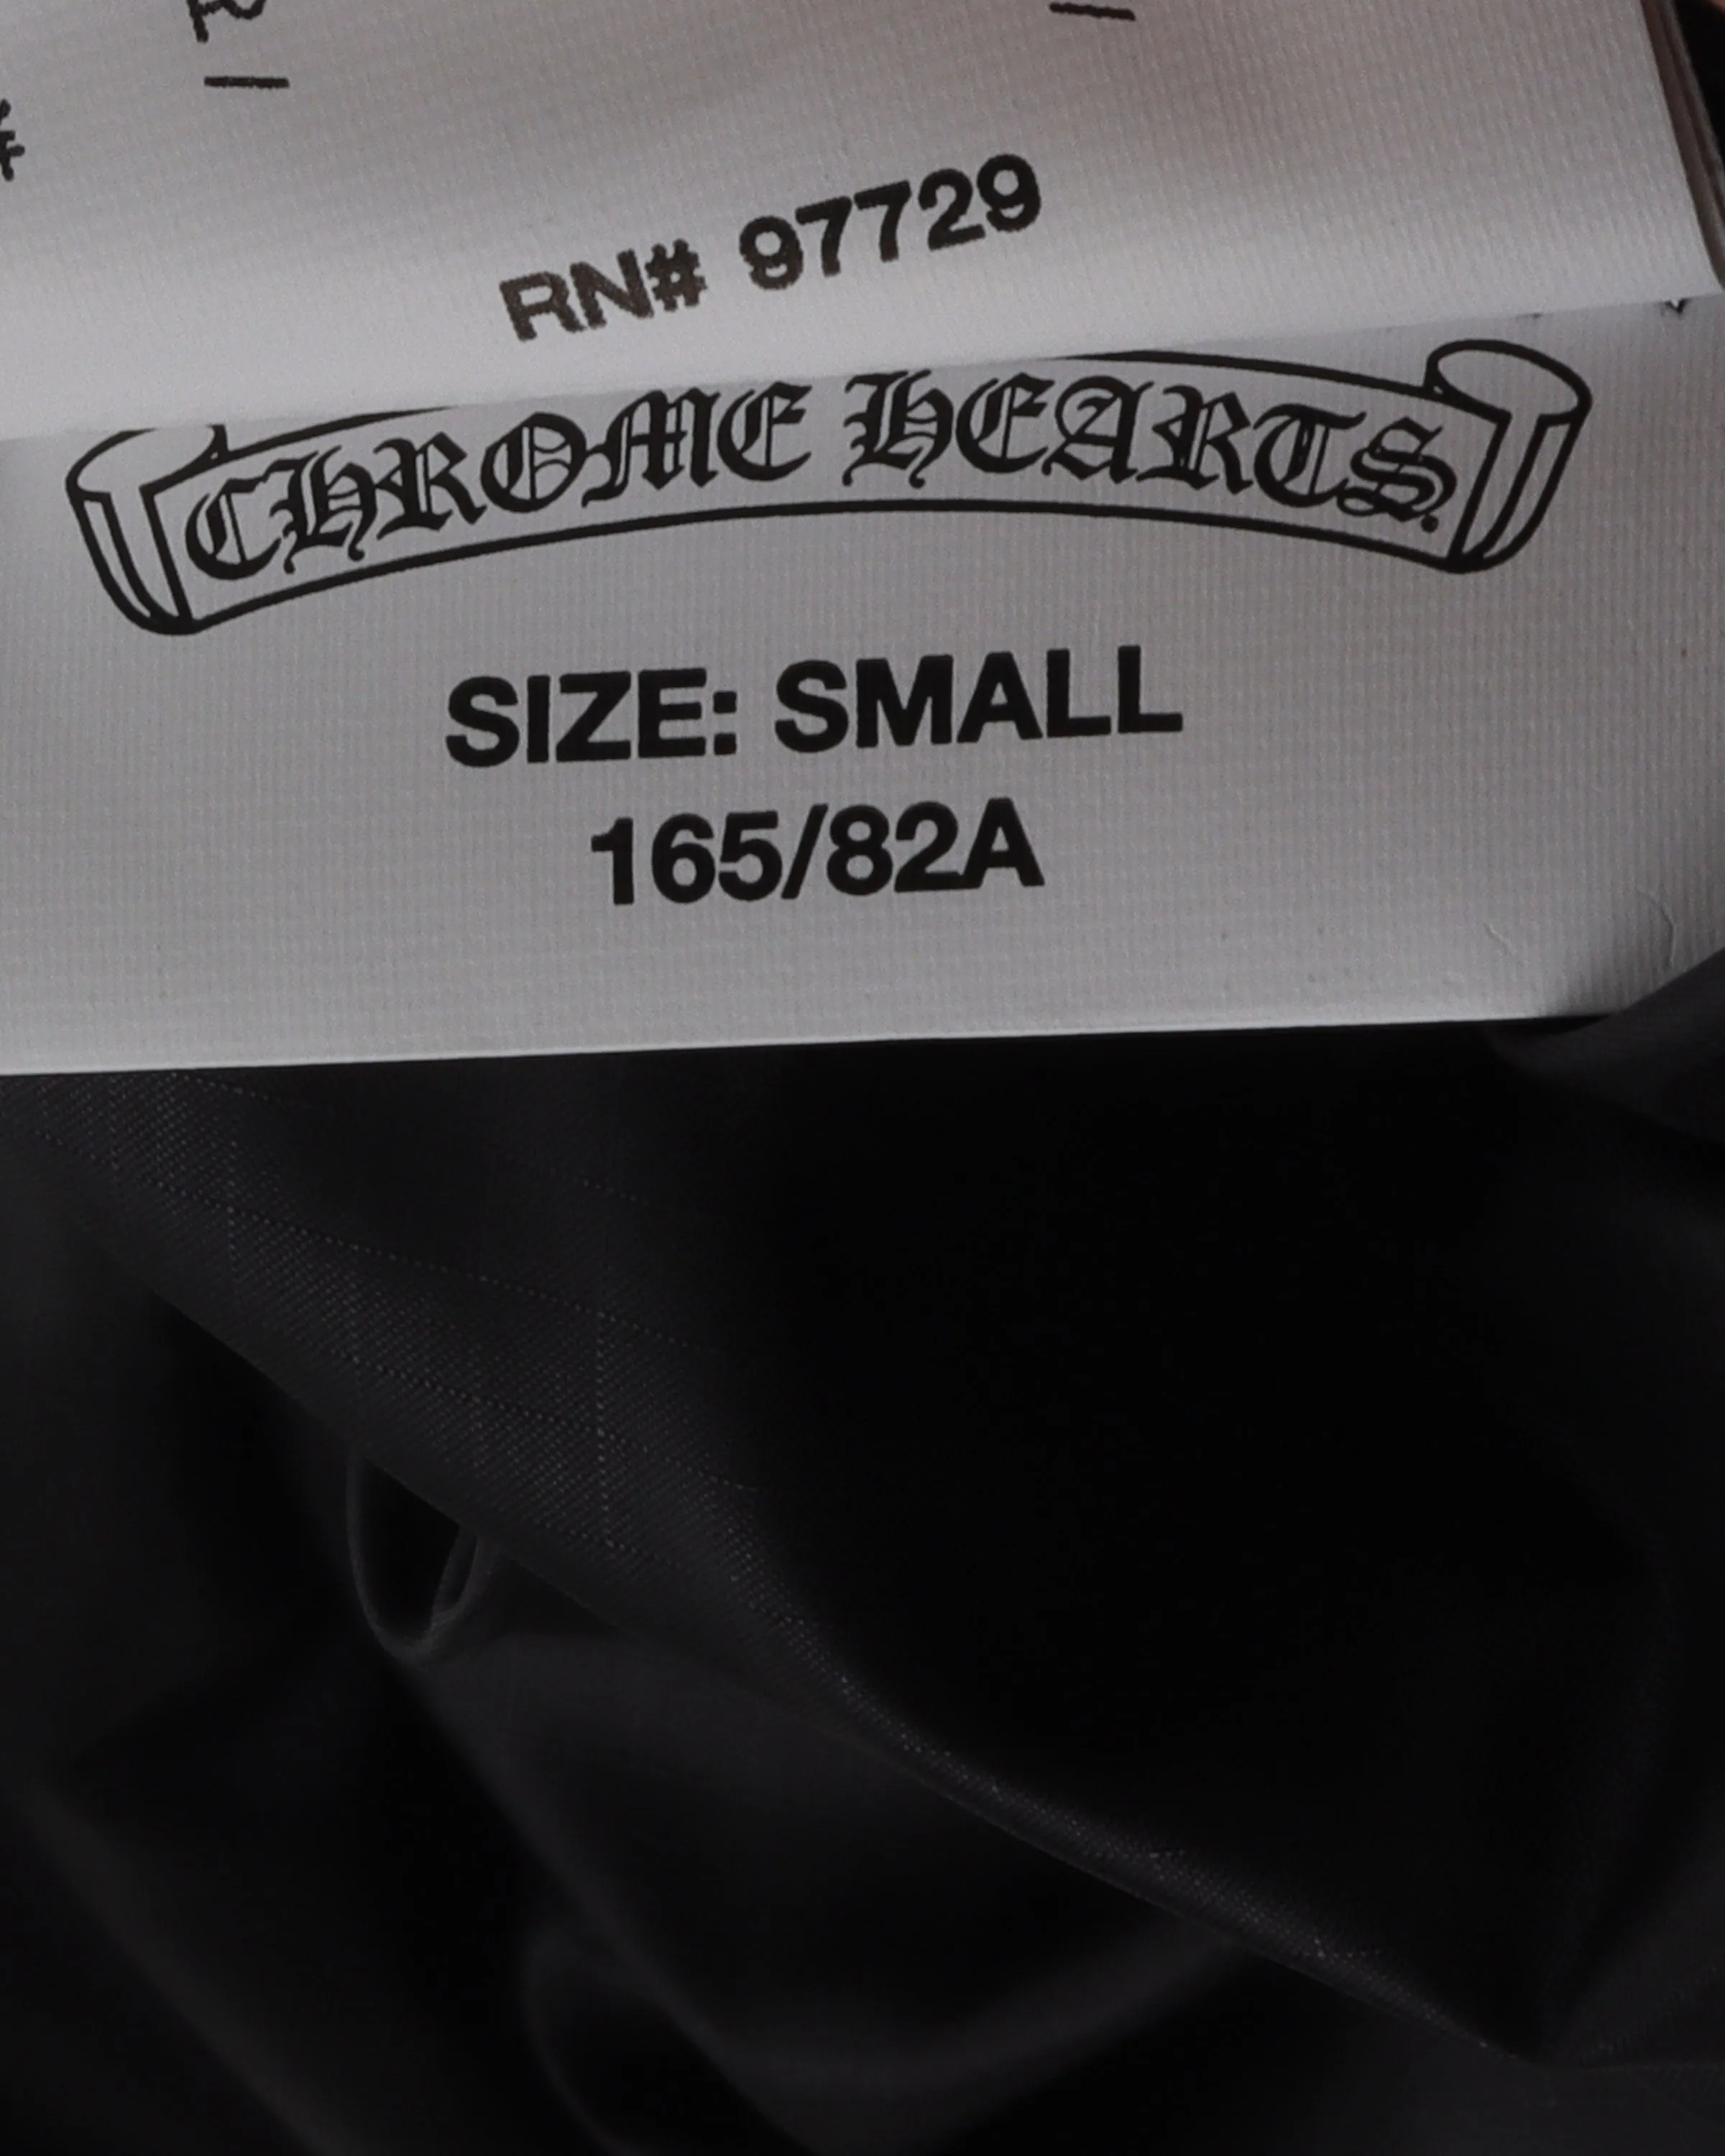 RN# 97729
CHROME HEARTS
SIZE: SMALL
165/82A